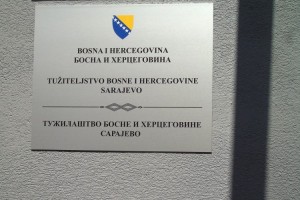 BOSNA I HERCEGOVINA
БОСНА И ХЕРЦЕГОВИНА
TUŽITELJSTVO BOSNE I HERCEGOVINE
SARAJEVO
ТУЖИЛАШТВО БОСНЕ И ХЕРЦЕГОВИНЕ
САРАЈЕВО